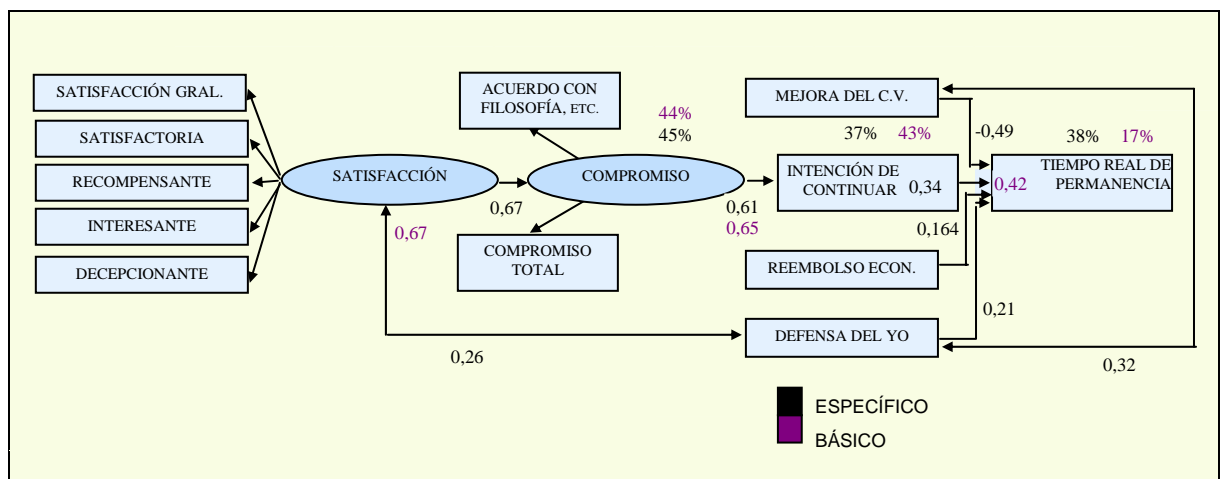 SATISFACCIÓN GRAL.
SATISFACTORIA
RECOMPENSANTE
INTERESANTE
DECEPCIONANTE
SATISFACCIÓN
0,67
0,67
ACUERDO CON
FILOSOFÍA, ETC.
44%
45%
COMPROMISO
COMPROMISO
TOTAL
0,61
0,65
MEJORA DEL C.V.
37% 43%
-0,49
38% 17%
INTENCIÓN DE
CONTINUAR
0,34
0,42
TIEMPO REAL DE
PERMANENCIA
0,164
REEMBOLSO ECON.
0,21
DEFENSA DEL YO
0,26
0,32
ESPECÍFICO
BÁSICO